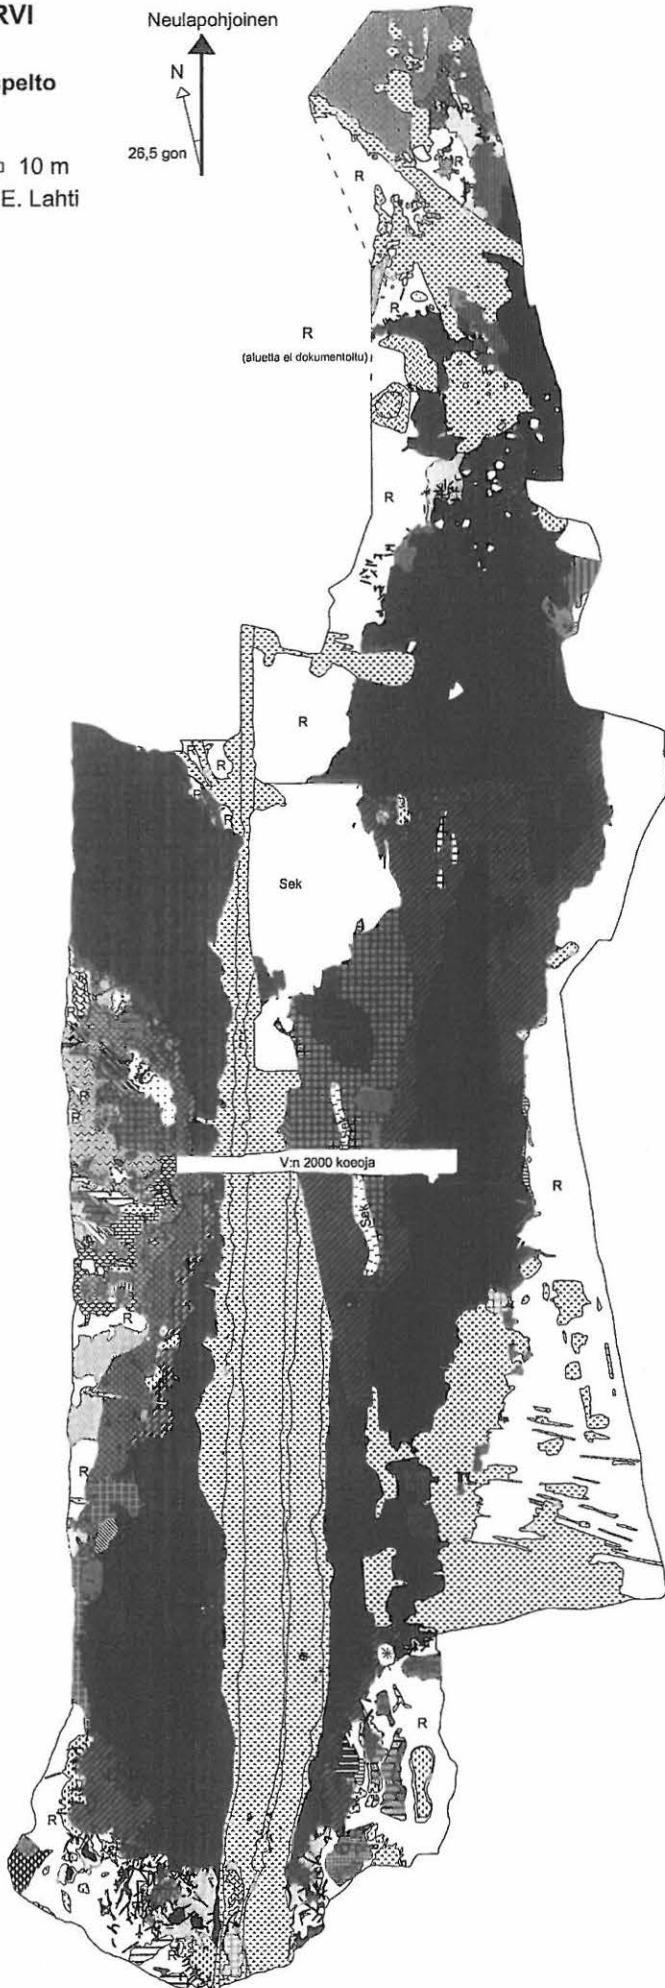 RVI
Neulapohjoinen
pelto
N
26,5 gon
10 m
E. Lahti
R
R
R
(aluetta ei dokumentoitu)
R
R
R
R
R
R
R
Sek
R
R
R
V:n 2000 koeoja
R
Sek
R
R
R
R
R